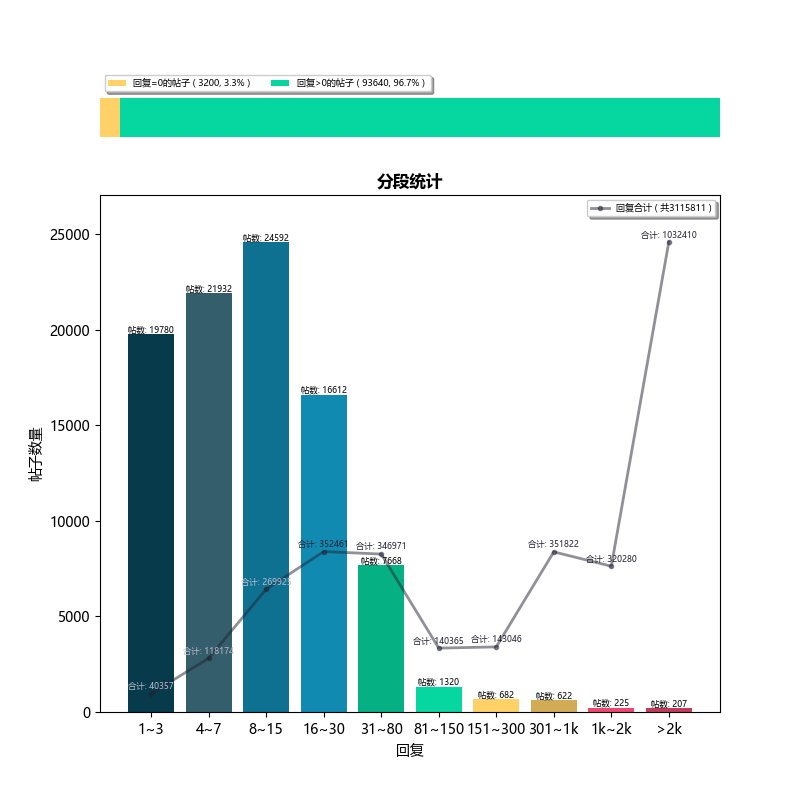 回复=0的帖子 ( 3200, 3.3% )
回复>0的帖子 ( 93640, 96.7% )
分段统计
回复合计 ( 共3115811 )
帖子数量
25000
20000
15000
10000
5000
0
帖数: 19780
帖数: 21932
帖数: 24592
帖数: 16612
帖数: 7668
帖数: 1320
帖数: 682
帖数: 622
帖数: 225
帖数: 207
合计: 40357
合计: 118174
合计: 269925
合计: 352461
合计: 346971
合计: 140365
合计: 143046
合计: 351822
合计: 320280
合计: 1032410
1~3
4~7
8~15
16~30
31~80
81~150
151~300
301~1k
1k~2k
>2k
回复